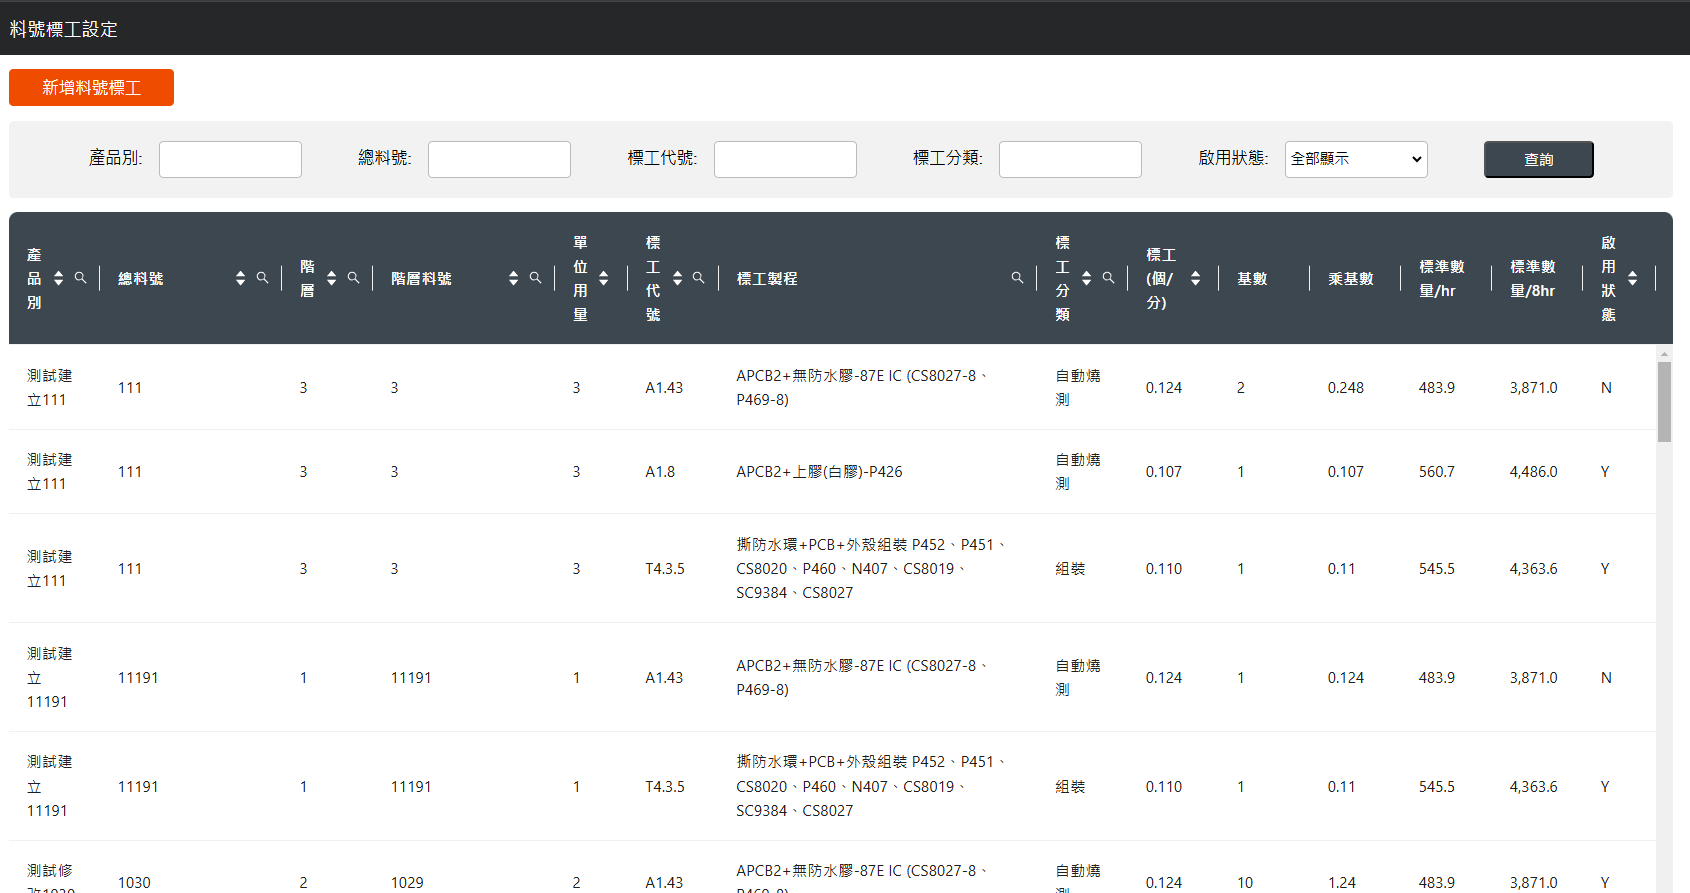 料號標工設定
新增料號標工
產品別: 總料號: 標工代號: 標工分類: 啟用狀態: 全部顯示 查詢
產品別 總料號 階層 階層料號 單位用量 標工代號 標工製程 標工分類 標工(個/分) 基數 乘基數 標準數量/hr 標準數量/8hr 啟用狀態
測試建立111 111 3 3 3 A1.43 APCB2+無防水膠-87E IC (CS8027-8、P469-8) 自動燒測 0.124 2 0.248 483.9 3,871.0 N
測試建立111 111 3 3 3 A1.8 APCB2+上膠(白膠)-P426 自動燒測 0.107 1 0.107 560.7 4,486.0 Y
測試建立111 111 3 3 3 T4.3.5 撕防水環+PCB+外殼組裝 P452、P451、CS8020、P460、N407、CS8019、SC9384、CS8027 組裝 0.110 1 0.11 545.5 4,363.6 Y
測試建立11191 11191 1 11191 1 A1.43 APCB2+無防水膠-87E IC (CS8027-8、P469-8) 自動燒測 0.124 1 0.124 483.9 3,871.0 N
測試建立11191 11191 1 11191 1 T4.3.5 撕防水環+PCB+外殼組裝 P452、P451、CS8020、P460、N407、CS8019、SC9384、CS8027 組裝 0.110 1 0.11 545.5 4,363.6 Y
測試修 1030 2 1029 2 A1.43 APCB2+無防水膠-87E IC (CS8027-8、 自動燒 0.124 10 1.24 483.9 3,871.0 Y